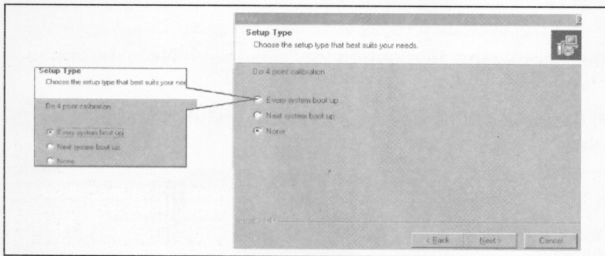 Setup Type
Choose the setup type that best suits your needs.
Do 4 point calibration
Every system boot up
Next system boot up
None
< Back
Next >
Cancel
Setup Type
Choose the setup type that best suits your
Do 4 point calibration
Every system boot up
Next system boot up
None